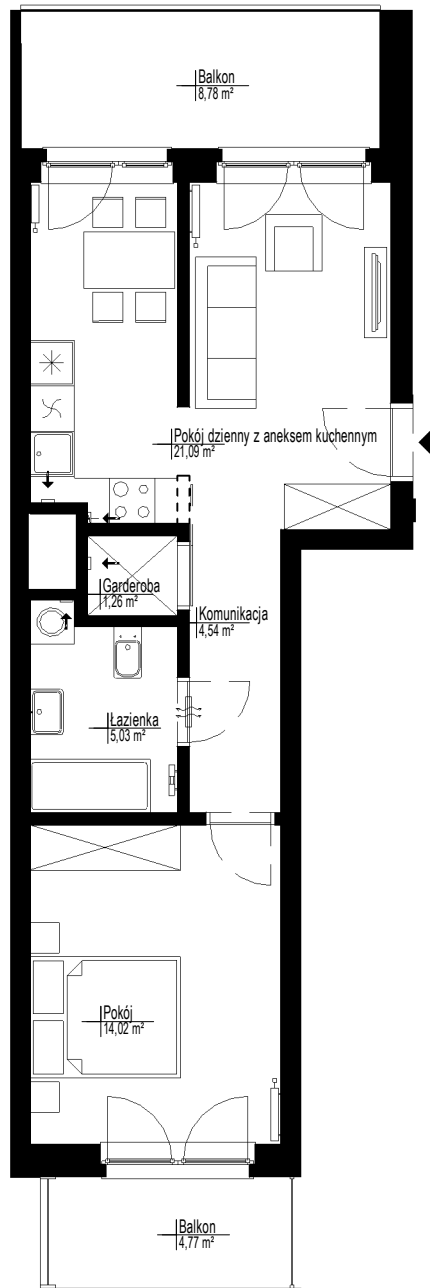 Balkon
8,78 m²
Pokój dzienny z aneksem kuchennym
21,09 m²
Garderoba
1,26 m²
Komunikacja
4,54 m²
Łazienka
5,03 m²
Pokój
14,02 m²
Balkon
4,77 m²